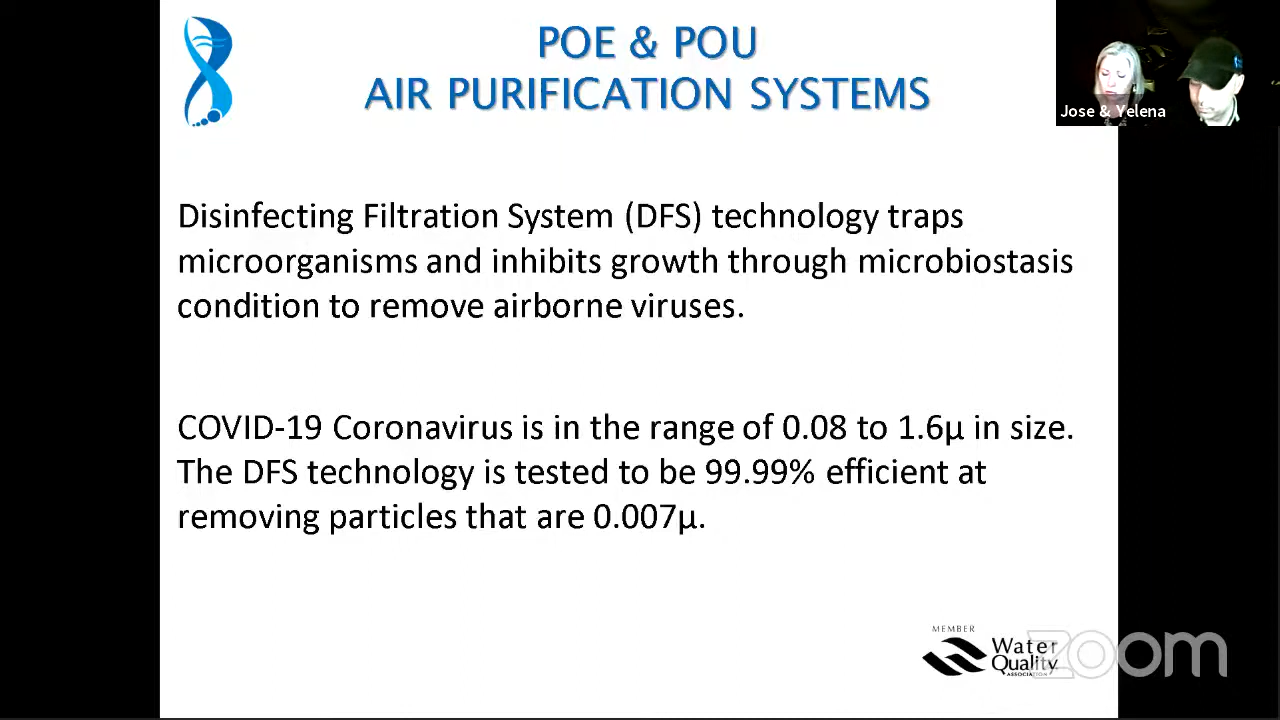 POE & POU
AIR PURIFICATION SYSTEMS
Jose & Yelena
Disinfecting Filtration System (DFS) technology traps
microorganisms and inhibits growth through microbiostasis
condition to remove airborne viruses.
COVID-19 Coronavirus is in the range of 0.08 to 1.6µ in size.
The DFS technology is tested to be 99.99% efficient at
removing particles that are 0.007µ.
MEMBER
Water
Quality
ASSOCIATION
zoom